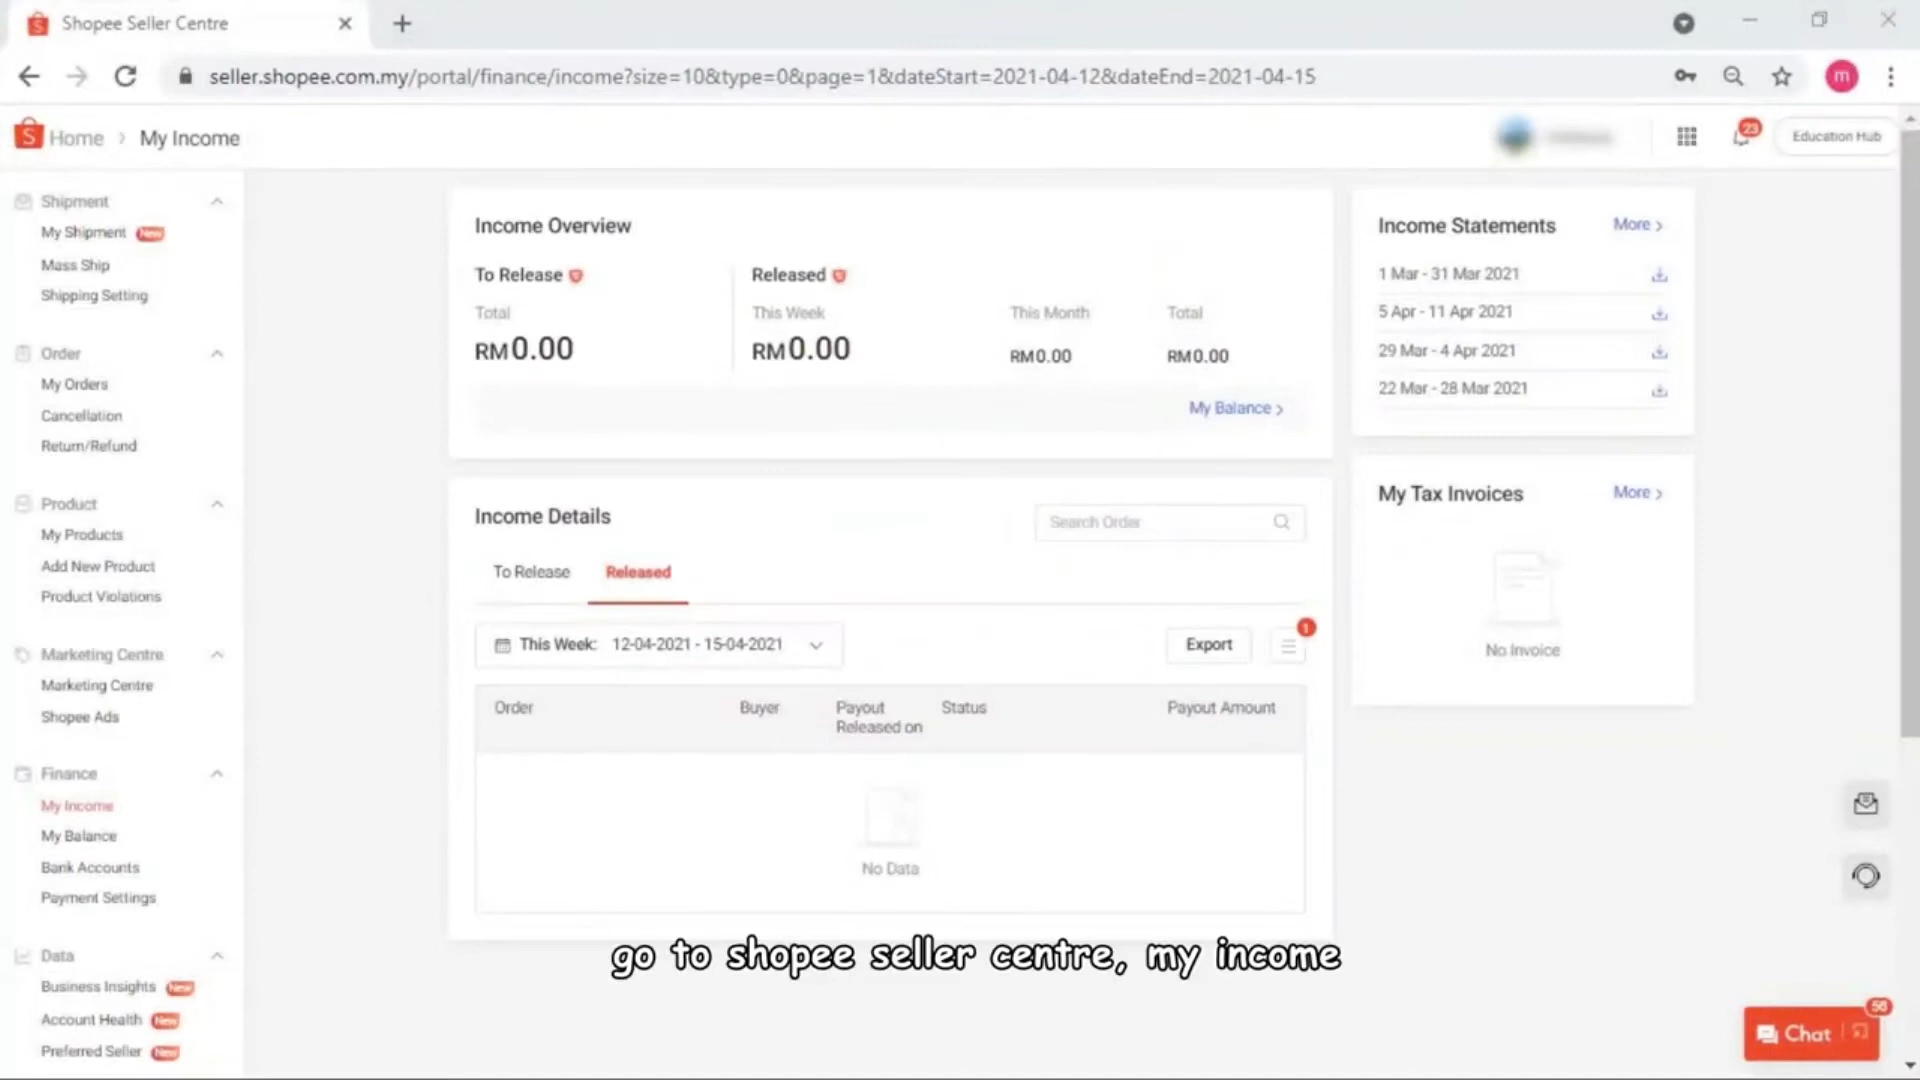 Shopee Seller Centre
seller.shopee.com.my/portal/finance/income?size=10&type=0&page=1&dateStart=2021-04-12&dateEnd=2021-04-15
m
S Home > My Income
23
Education Hub
Shipment
My Shipment New
Mass Ship
Shipping Setting
Order
My Orders
Cancellation
Return/Refund
Product
My Products
Add New Product
Product Violations
Marketing Centre
Marketing Centre
Shopee Ads
Finance
My Income
My Balance
Bank Accounts
Payment Settings
Data
Business Insights New
Account Health New
Preferred Seller New
Income Overview
To Release
Total
RM0.00
Released
This Week
RM0.00
This Month
RM0.00
Total
RM0.00
My Balance >
Income Details
Search Order
To Release Released
This Week: 12-04-2021 - 15-04-2021
Export
1
Order Buyer Payout Released on Status Payout Amount
No Data
Income Statements More >
1 Mar - 31 Mar 2021
5 Apr - 11 Apr 2021
29 Mar - 4 Apr 2021
22 Mar - 28 Mar 2021
My Tax Invoices More >
No Invoice
go to shopee seller centre, my income
56
Chat